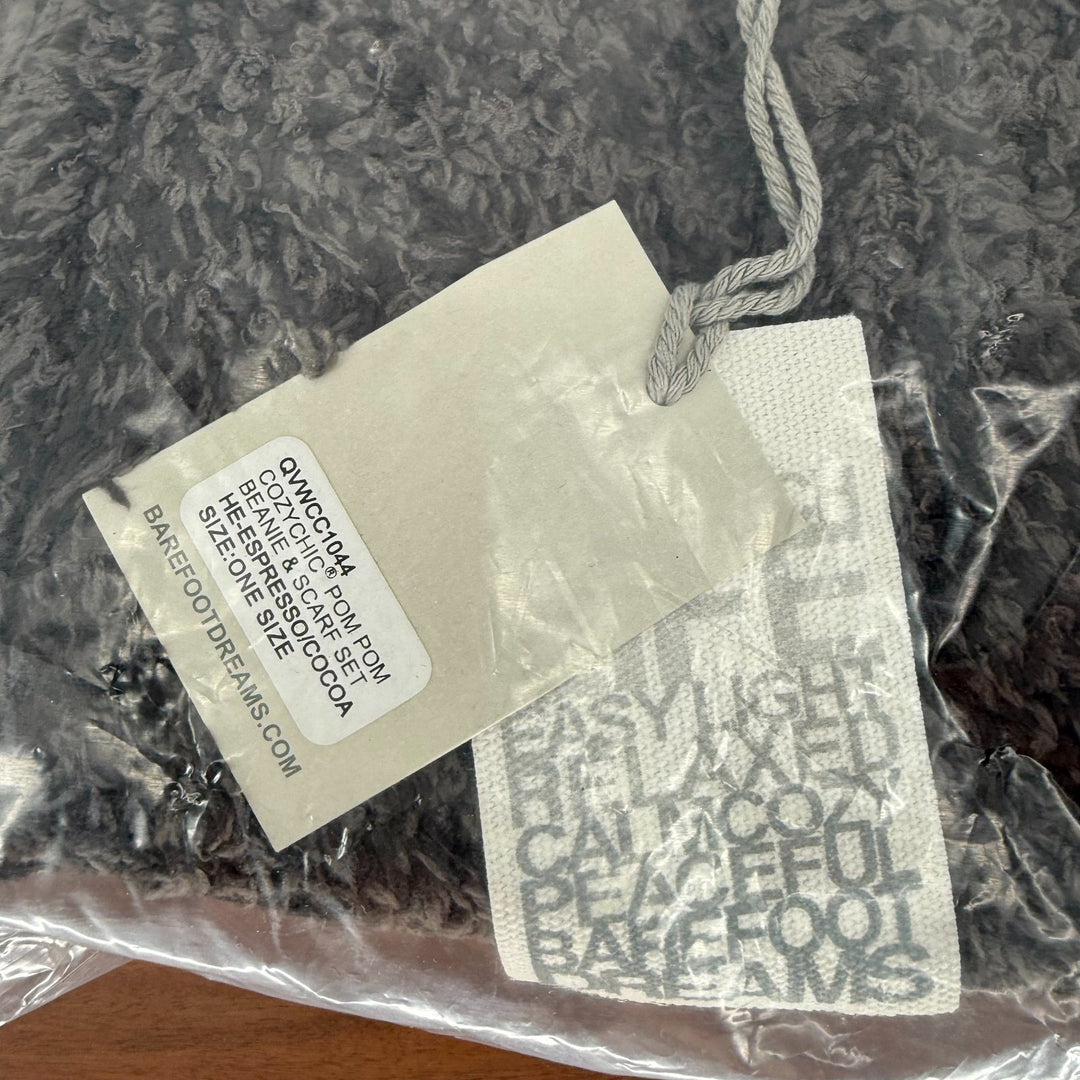 QVWCC1044
COZYCHIC® POM POM
BEANIE & SCARF SET
HE-ESPRESSO/COCOA
SIZE:ONE SIZE
BAREFOOTDREAMS.COM
EASY LIGHT
RELAXED
CALM COZY
PEACEFUL
BAREFOOT
DREAMS